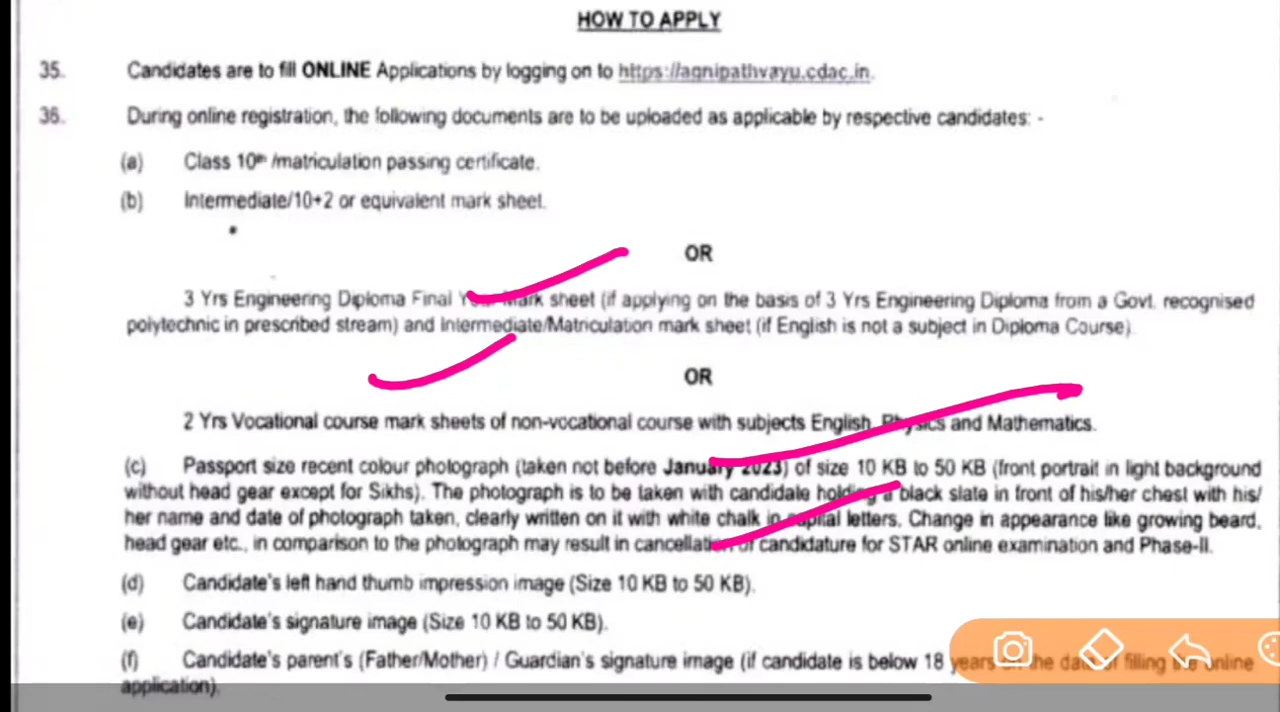 HOW TO APPLY
35. Candidates are to fill ONLINE Applications by logging on to https://agnipathvayu.cdac.in.
36. During online registration, the following documents are to be uploaded as applicable by respective candidates: -
(a) Class 10th /matriculation passing certificate.
(b) Intermediate/10+2 or equivalent mark sheet.
OR
3 Yrs Engineering Diploma Final Year Mark sheet (if applying on the basis of 3 Yrs Engineering Diploma from a Govt. recognised
polytechnic in prescribed stream) and Intermediate/Matriculation mark sheet (if English is not a subject in Diploma Course).
OR
2 Yrs Vocational course mark sheets of non-vocational course with subjects English, Physics and Mathematics.
(c) Passport size recent colour photograph (taken not before January 2023) of size 10 KB to 50 KB (front portrait in light background
without head gear except for Sikhs). The photograph is to be taken with candidate holding a black slate in front of his/her chest with his/
her name and date of photograph taken, clearly written on it with white chalk in capital letters. Change in appearance like growing beard,
head gear etc., in comparison to the photograph may result in cancellation of candidature for STAR online examination and Phase-II.
(d) Candidate's left hand thumb impression image (Size 10 KB to 50 KB).
(e) Candidate's signature image (Size 10 KB to 50 KB).
(f) Candidate's parent's (Father/Mother) / Guardian's signature image (if candidate is below 18 years on the date of filling the online
application).